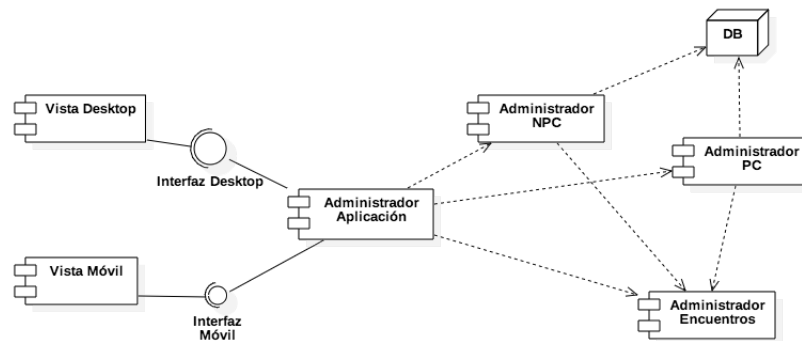 DB
Vista Desktop
Administrador
NPC
Administrador
PC
Interfaz Desktop
Administrador
Aplicación
Vista Móvil
Interfaz
Móvil
Administrador
Encuentros